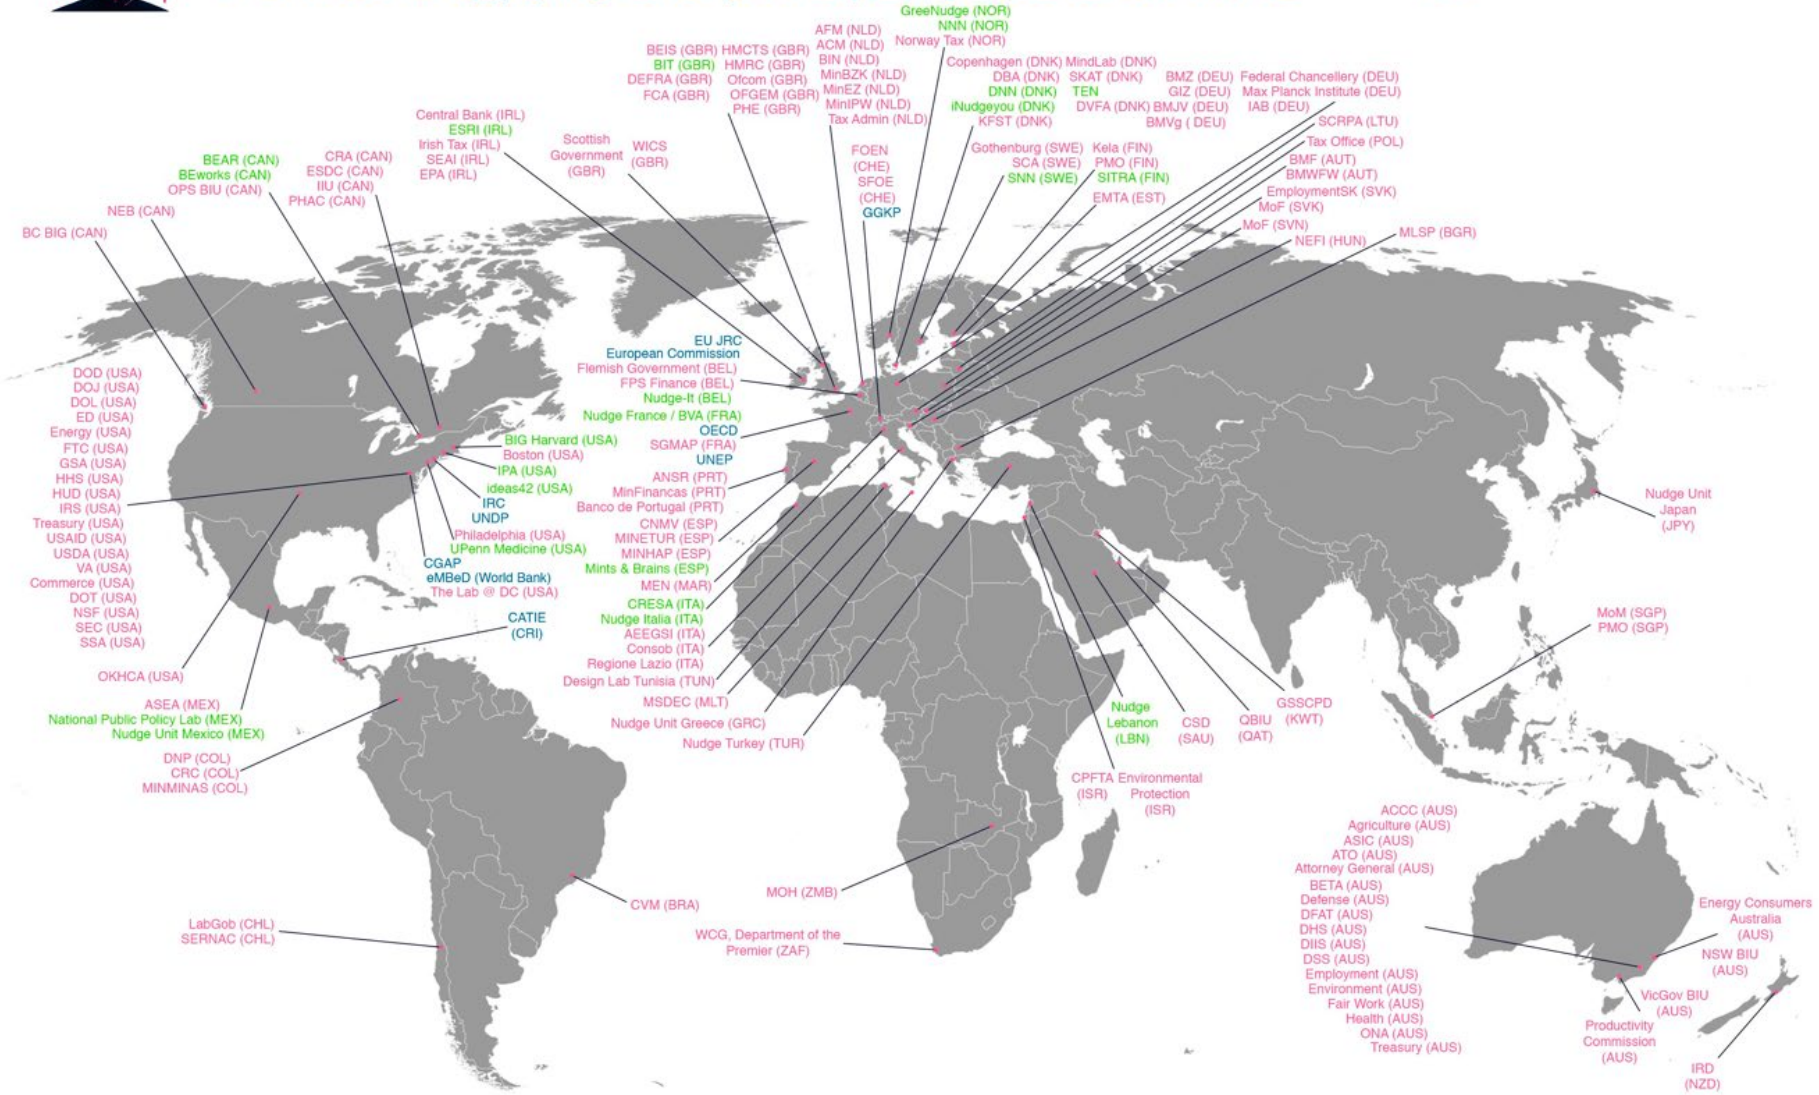 GreeNudge (NOR)
NNN (NOR)
Norway Tax (NOR)
AFM (NLD)
ACM (NLD)
BIN (NLD)
MinBZK (NLD)
MinEZ (NLD)
MinIPW (NLD)
Tax Admin (NLD)
BEIS (GBR) HMCTS (GBR)
BIT (GBR) HMRC (GBR)
DEFRA (GBR) Ofcom (GBR)
FCA (GBR) OFGEM (GBR)
PHE (GBR)
Copenhagen (DNK) MindLab (DNK)
DBA (DNK) SKAT (DNK)
DNN (DNK) TEN
iNudgeyou (DNK) DVFA (DNK)
KFST (DNK)
BMZ (DEU) Federal Chancellery (DEU)
GIZ (DEU) Max Planck Institute (DEU)
BMJV (DEU) IAB (DEU)
BMVg ( DEU)
SCRPA (LTU)
Tax Office (POL)
BMF (AUT)
BMWFW (AUT)
EmploymentSK (SVK)
MoF (SVK)
MoF (SVN)
NEFI (HUN)
MLSP (BGR)
Central Bank (IRL)
ESRI (IRL)
Irish Tax (IRL)
SEAI (IRL)
EPA (IRL)
Scottish
Government
(GBR)
WICS
(GBR)
FOEN
(CHE)
SFOE
(CHE)
GGKP
Gothenburg (SWE)
SCA (SWE)
SNN (SWE)
Kela (FIN)
PMO (FIN)
SITRA (FIN)
EMTA (EST)
BEAR (CAN)
BEworks (CAN)
OPS BIU (CAN)
CRA (CAN)
ESDC (CAN)
IIU (CAN)
PHAC (CAN)
NEB (CAN)
BC BIG (CAN)
DOD (USA)
DOJ (USA)
DOL (USA)
ED (USA)
Energy (USA)
FTC (USA)
GSA (USA)
HHS (USA)
HUD (USA)
IRS (USA)
Treasury (USA)
USAID (USA)
USDA (USA)
VA (USA)
Commerce (USA)
DOT (USA)
NSF (USA)
SEC (USA)
SSA (USA)
OKHCA (USA)
BIG Harvard (USA)
Boston (USA)
IPA (USA)
ideas42 (USA)
IRC
UNDP
Philadelphia (USA)
UPenn Medicine (USA)
CGAP
eMBeD (World Bank)
The Lab @ DC (USA)
CATIE
(CRI)
ASEA (MEX)
National Public Policy Lab (MEX)
Nudge Unit Mexico (MEX)
DNP (COL)
CRC (COL)
MINMINAS (COL)
LabGob (CHL)
SERNAC (CHL)
CVM (BRA)
EU JRC
European Commission
Flemish Government (BEL)
FPS Finance (BEL)
Nudge-It (BEL)
Nudge France / BVA (FRA)
OECD
SGMAP (FRA)
UNEP
ANSR (PRT)
MinFinancas (PRT)
Banco de Portugal (PRT)
CNMV (ESP)
MINETUR (ESP)
MINHAP (ESP)
Mints & Brains (ESP)
MEN (MAR)
CRESA (ITA)
Nudge Italia (ITA)
AEEGSI (ITA)
Consob (ITA)
Regione Lazio (ITA)
Design Lab Tunisia (TUN)
MSDEC (MLT)
Nudge Unit Greece (GRC)
Nudge Turkey (TUR)
Nudge
Lebanon
(LBN)
CSD
(SAU)
QBIU
(QAT)
GSSCPD
(KWT)
CPFTA
(ISR)
Environmental
Protection
(ISR)
MOH (ZMB)
WCG, Department of the
Premier (ZAF)
Nudge Unit
Japan
(JPY)
MoM (SGP)
PMO (SGP)
ACCC (AUS)
Agriculture (AUS)
ASIC (AUS)
ATO (AUS)
Attorney General (AUS)
BETA (AUS)
Defense (AUS)
DFAT (AUS)
DHS (AUS)
DIIS (AUS)
DSS (AUS)
Employment (AUS)
Environment (AUS)
Fair Work (AUS)
Health (AUS)
ONA (AUS)
Treasury (AUS)
Energy Consumers
Australia
(AUS)
NSW BIU
(AUS)
VicGov BIU
(AUS)
Productivity
Commission
(AUS)
IRD
(NZD)